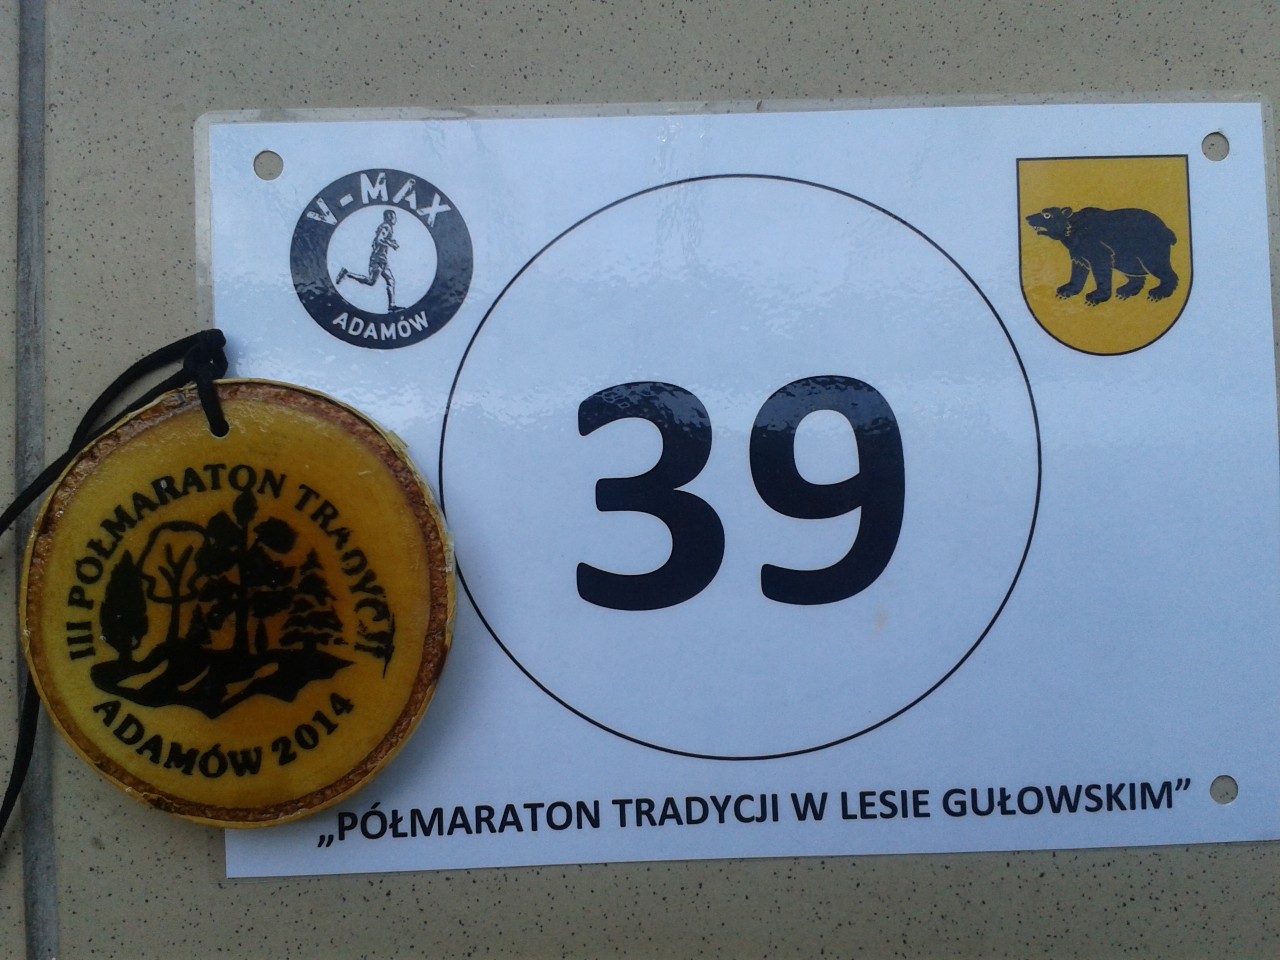 V-MAX
ADAMÓW
39
III PÓŁMARATON TRADYCJI
ADAMÓW 2014
„PÓŁMARATON TRADYCJI W LESIE GUŁOWSKIM”